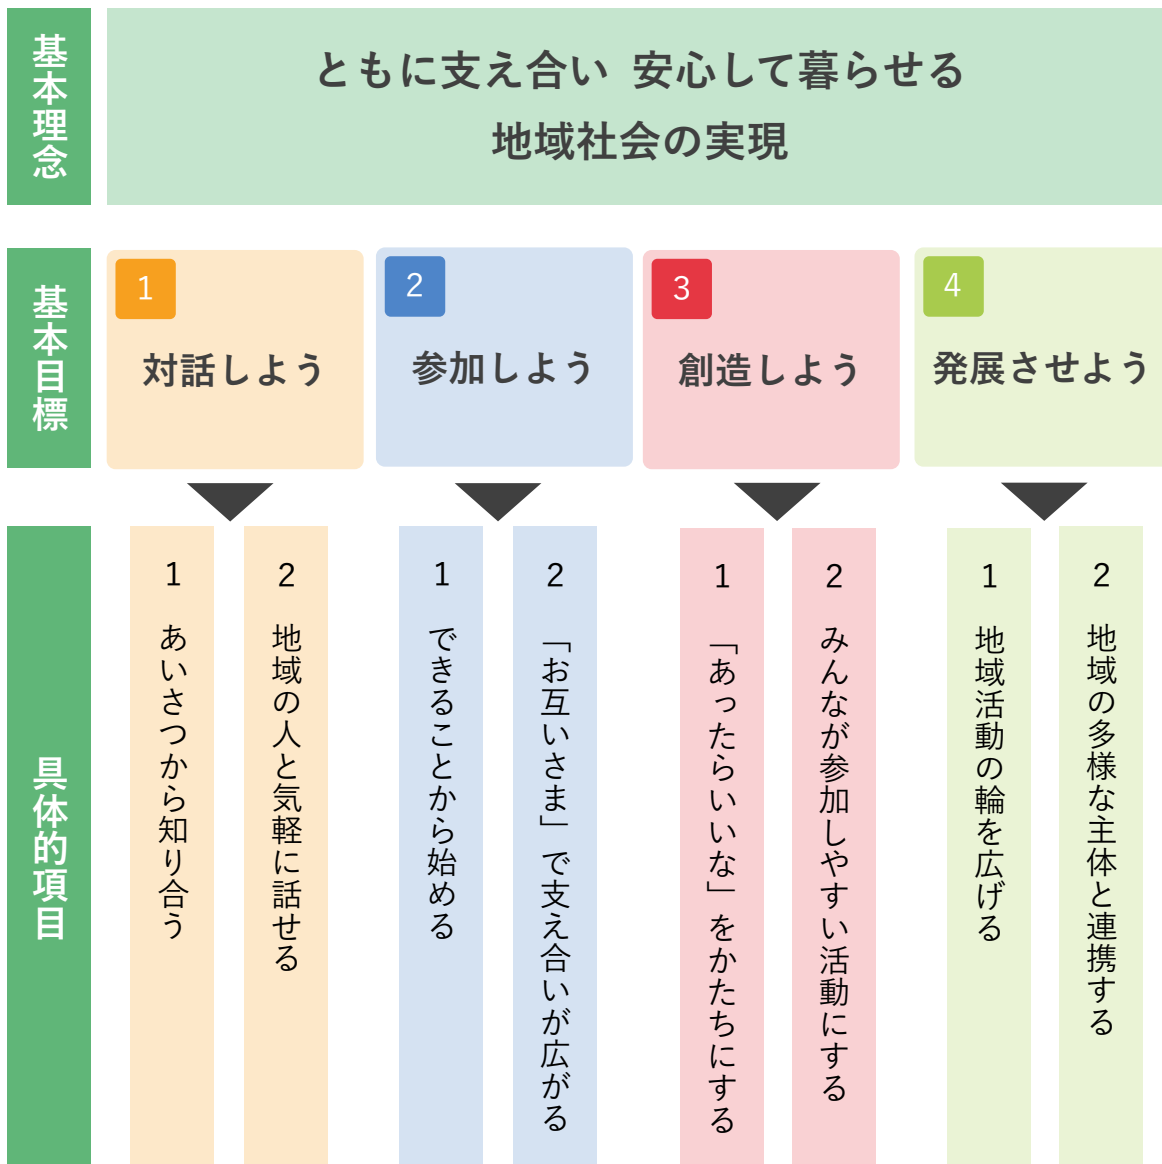 基本理念
ともに支え合い 安心して暮らせる
地域社会の実現
基本目標
1
対話しよう
2
参加しよう
3
創造しよう
4
発展させよう
具体的項目
1 あいさつから知り合う
2 地域の人と気軽に話せる
1 できることから始める
2 「お互いさま」で支え合いが広がる
1 「あったらいいな」をかたちにする
2 みんなが参加しやすい活動にする
1 地域活動の輪を広げる
2 地域の多様な主体と連携する